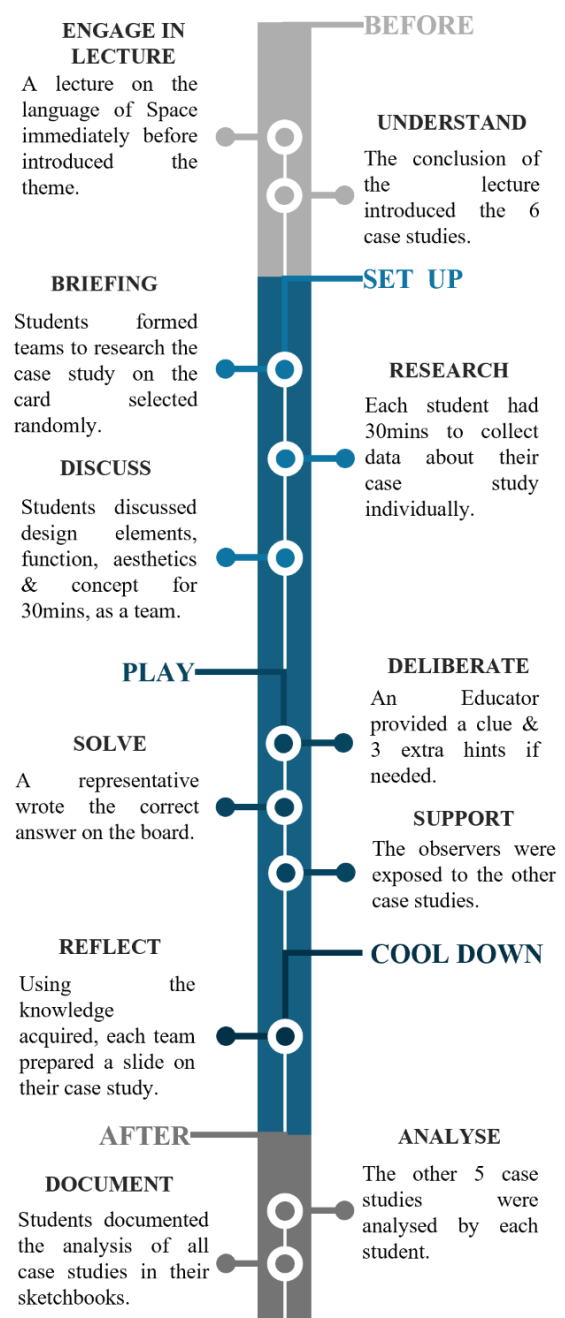 BEFORE
ENGAGE IN
LECTURE
A lecture on the
language of Space
immediately before
introduced the
theme.
UNDERSTAND
The conclusion of
the lecture
introduced the 6
case studies.
SET UP
BRIEFING
Students formed
teams to research the
case study on the
card selected
randomly.
RESEARCH
Each student had
30mins to collect
data about their
case study
individually.
DISCUSS
Students discussed
design elements,
function, aesthetics
& concept for
30mins, as a team.
PLAY
DELIBERATE
An Educator
provided a clue &
3 extra hints if
needed.
SOLVE
A representative
wrote the correct
answer on the board.
SUPPORT
The observers were
exposed to the other
case studies.
COOL DOWN
REFLECT
Using the
knowledge
acquired, each team
prepared a slide on
their case study.
AFTER
ANALYSE
The other 5 case
studies were
analysed by each
student.
DOCUMENT
Students documented
the analysis of all
case studies in their
sketchbooks.